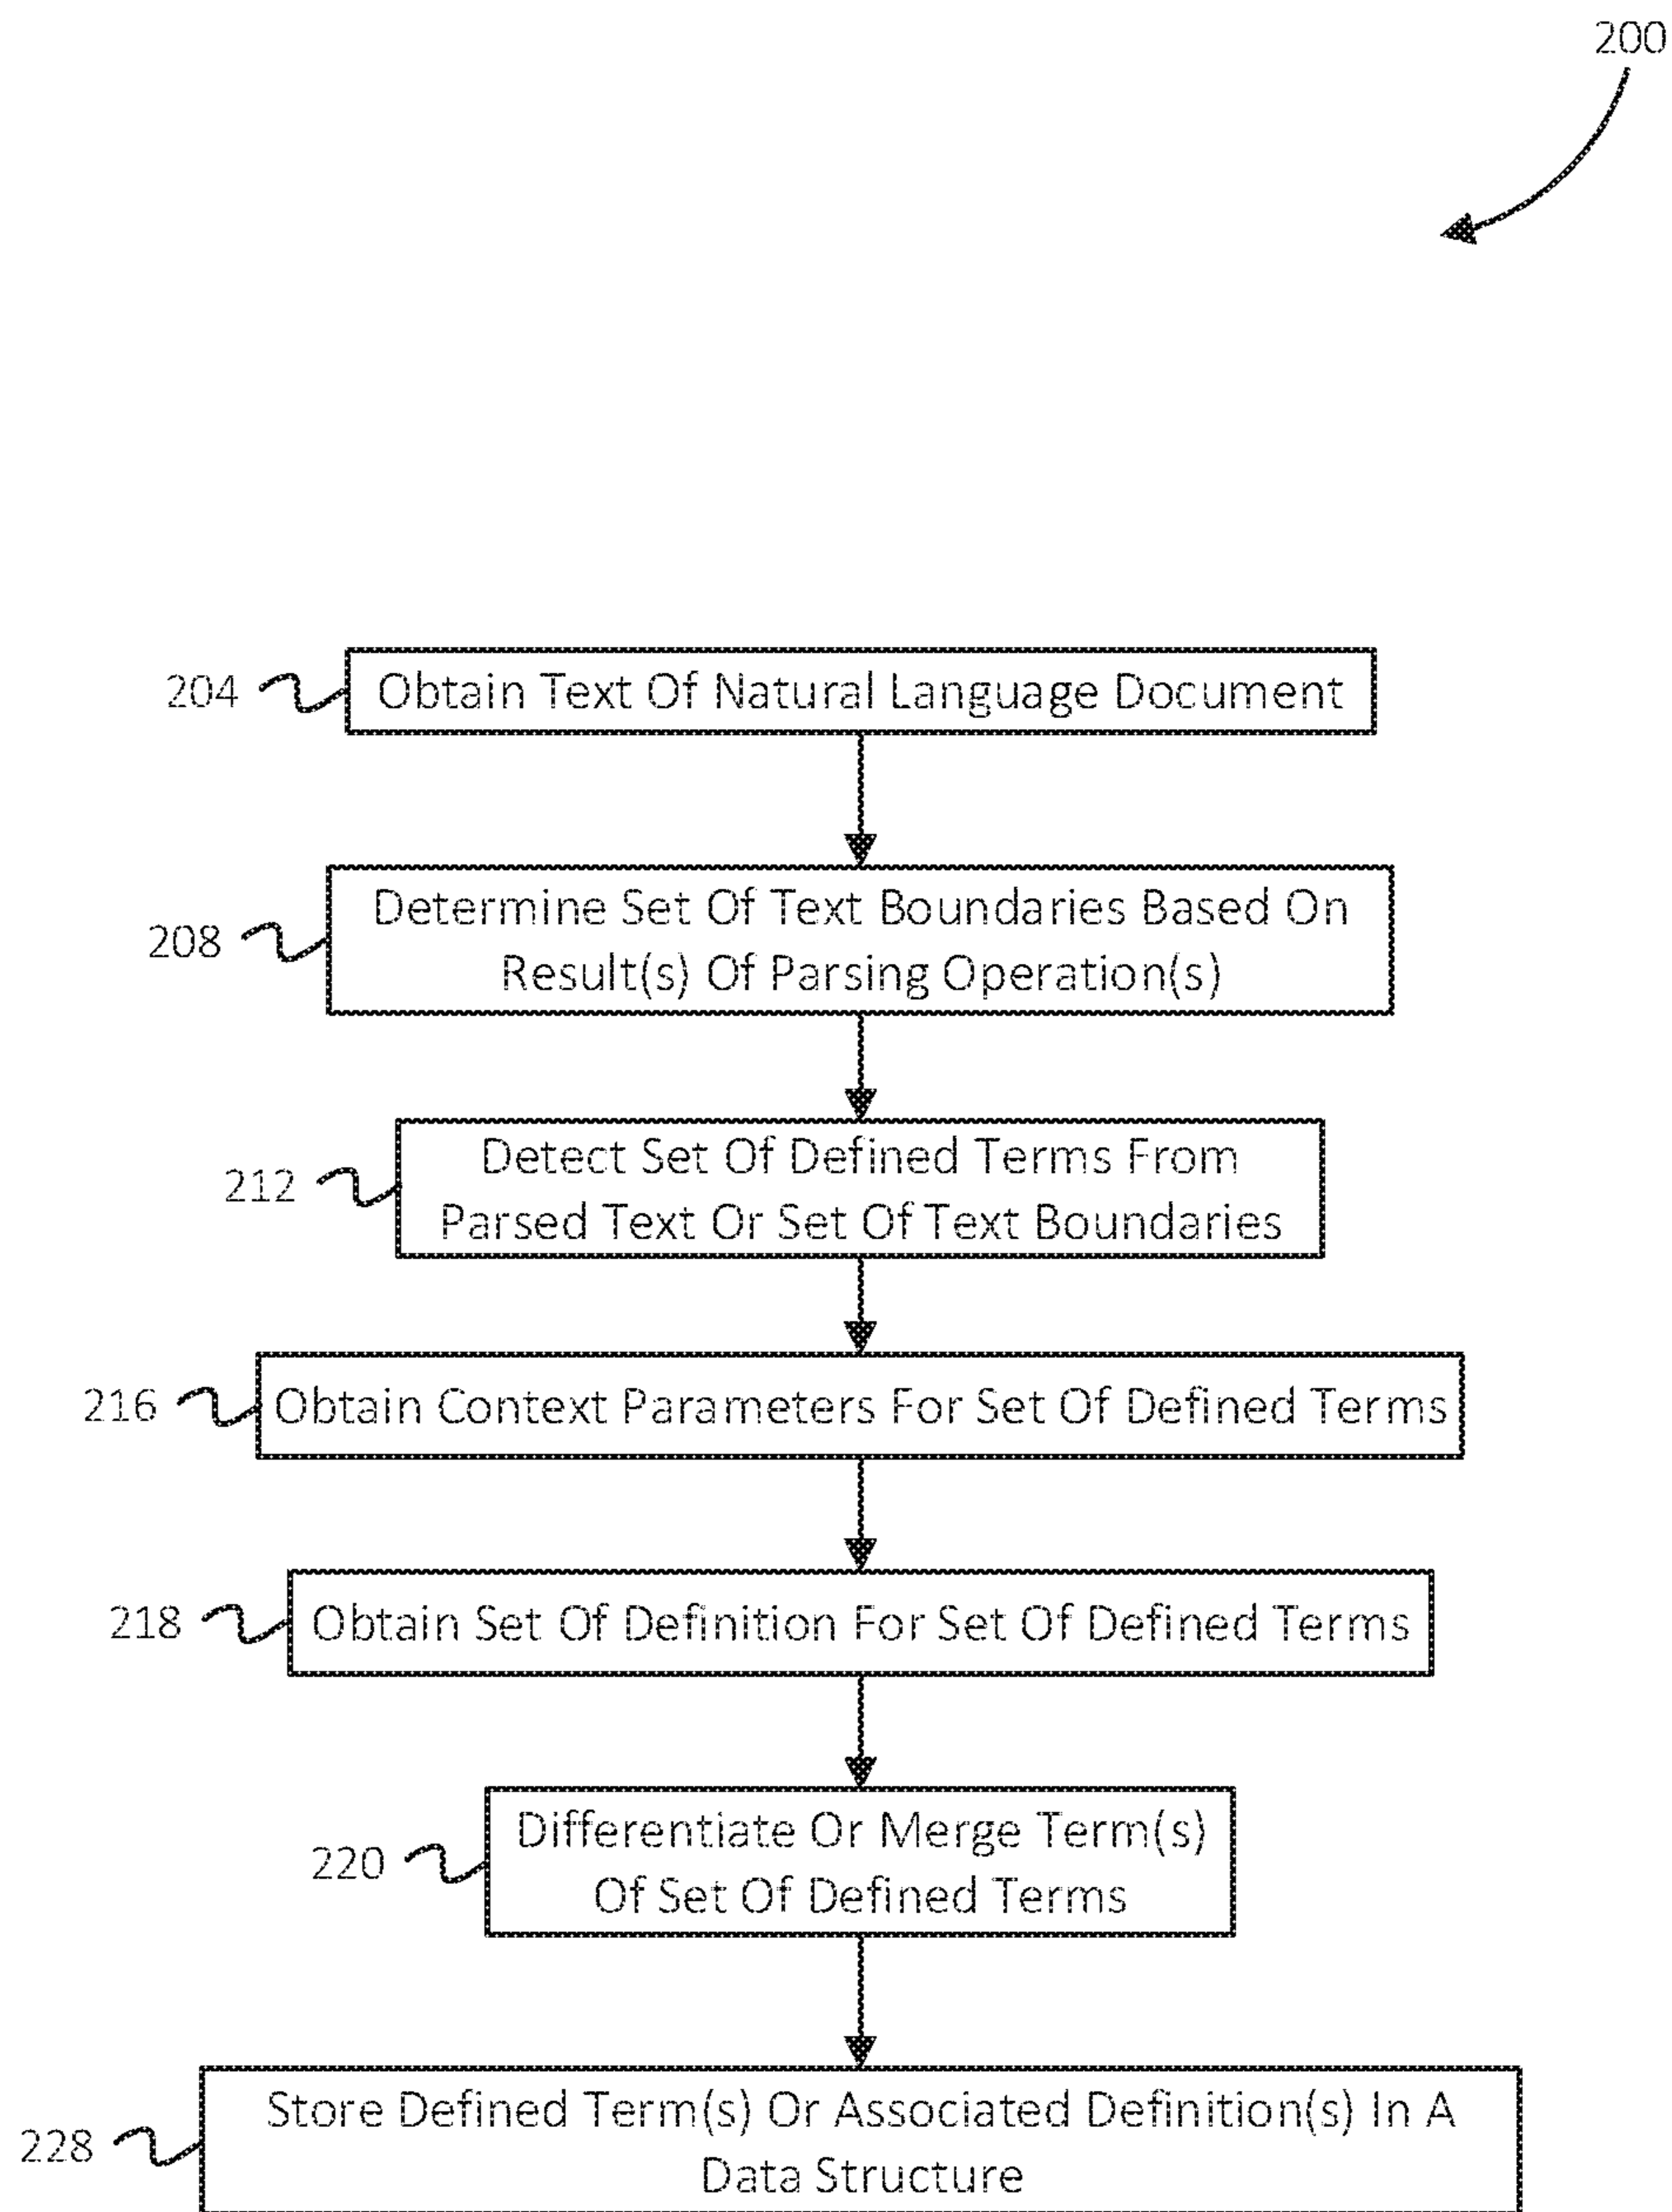 200
204
Obtain Text Of Natural Language Document
208
Determine Set Of Text Boundaries Based On
Result(s) Of Parsing Operation(s)
212
Detect Set Of Defined Terms From
Parsed Text Or Set Of Text Boundaries
216
Obtain Context Parameters For Set Of Defined Terms
218
Obtain Set Of Definition For Set Of Defined Terms
220
Differentiate Or Merge Term(s)
Of Set Of Defined Terms
228
Store Defined Term(s) Or Associated Definition(s) In A
Data Structure